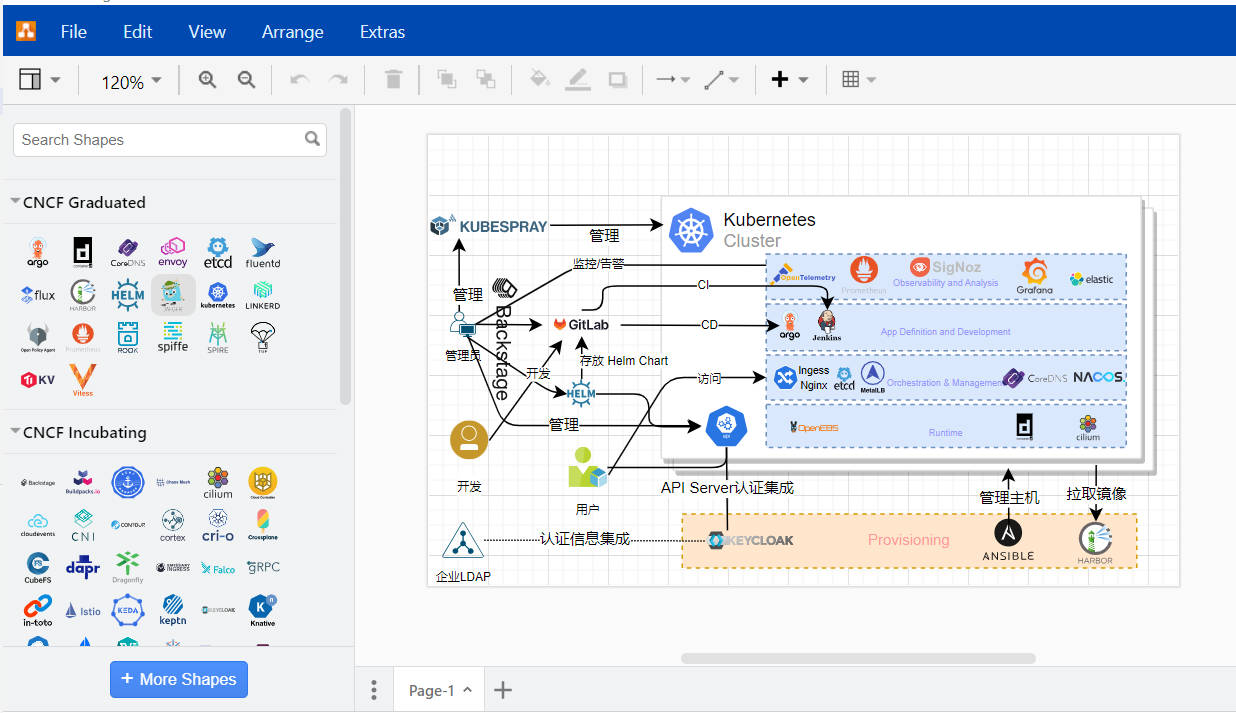 File Edit View Arrange Extras
120%
Search Shapes
CNCF Graduated
argo
CoreDNS
envoy
etcd
fluentd
flux
HARBOR
HELM
JAEGER
kubernetes
LINKERD
Open Policy Agent
Prometheus
ROOK
spiffe
SPIRE
TUF
KV
Vitess
CNCF Incubating
Backstage
Buildpacks.io
Chaos Mesh
cilium
cloudevents
CNI
CONTOUR
cortex
cri-o
Crossplane
CubeFS
dapr
Dragonfly
EMISSARY
INGRESS
Falco
gRPC
in-toto
Istio
KEDA
keptn
KEYCLOAK
Knative
+ More Shapes
KUBESPRAY
管理
Kubernetes
Cluster
监控/告警
OpenTelemetry
Prometheus
SigNoz
Observability and Analysis
Grafana
elastic
管理
CI
Backstage
GitLab
CD
argo
Jenkins
App Definition and Development
管理员
存放 Helm Chart
开发
访问
Ingess
Nginx
etcd
MetalLB
Orchestration & Management
CoreDNS
NACOS.
HELM
管理
API
OpenEBS
Runtime
cilium
开发
用户
API Server认证集成
管理主机
拉取镜像
认证信息集成
KEYCLOAK
Provisioning
ANSIBLE
HARBOR
企业LDAP
Page-1